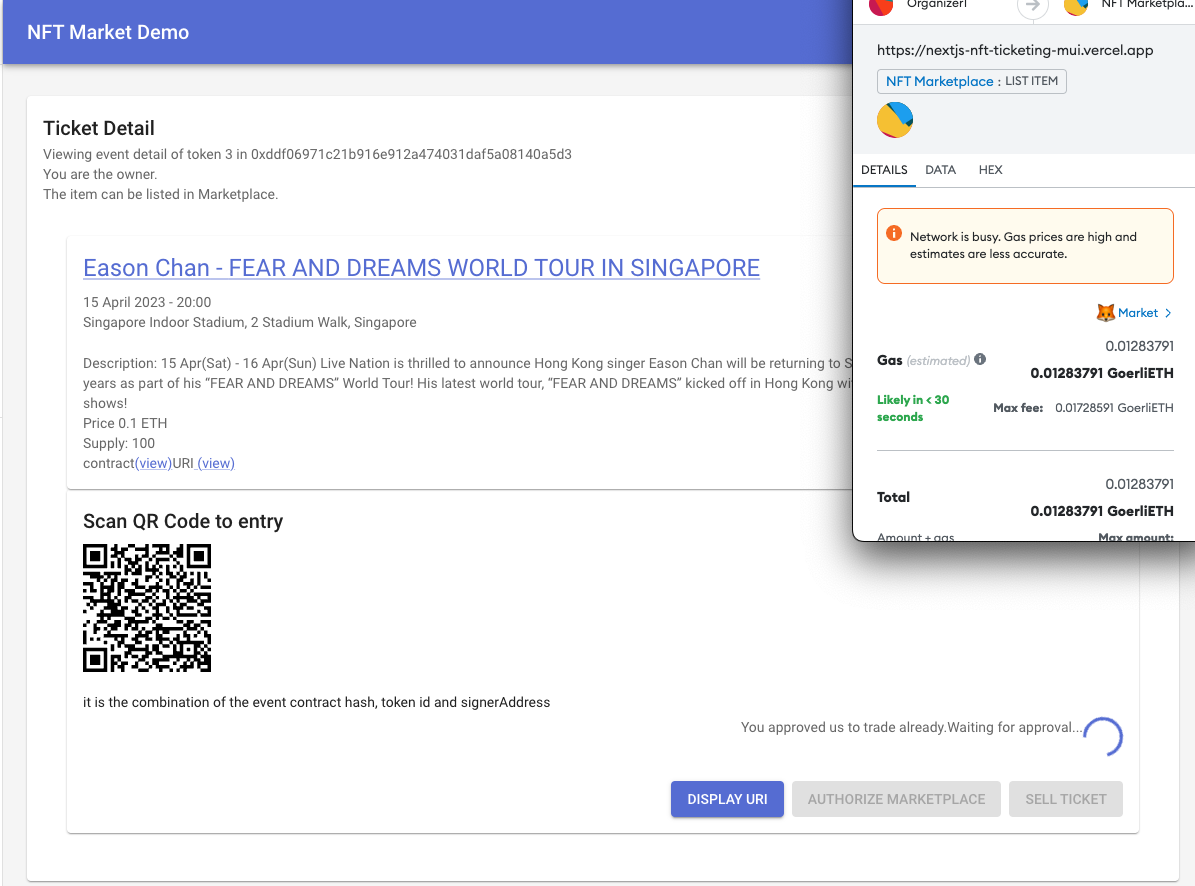 NFT Market Demo
Ticket Detail
Viewing event detail of token 3 in 0xddf06971c21b916e912a474031daf5a08140a5d3
You are the owner.
The item can be listed in Marketplace.
Eason Chan - FEAR AND DREAMS WORLD TOUR IN SINGAPORE
15 April 2023 - 20:00
Singapore Indoor Stadium, 2 Stadium Walk, Singapore
Description: 15 Apr(Sat) - 16 Apr(Sun) Live Nation is thrilled to announce Hong Kong singer Eason Chan will be returning to S
years as part of his “FEAR AND DREAMS” World Tour! His latest world tour, “FEAR AND DREAMS” kicked off in Hong Kong wi
shows!
Price 0.1 ETH
Supply: 100
contract(view)URI (view)
Scan QR Code to entry
it is the combination of the event contract hash, token id and signerAddress
You approved us to trade already.Waiting for approval...
DISPLAY URI
AUTHORIZE MARKETPLACE
SELL TICKET
Organizer1
NFT Marketpla...
https://nextjs-nft-ticketing-mui.vercel.app
NFT Marketplace : LIST ITEM
DETAILS
DATA
HEX
Network is busy. Gas prices are high and
estimates are less accurate.
Market >
0.01283791
Gas (estimated)
0.01283791 GoerliETH
Likely in < 30
seconds
Max fee: 0.01728591 GoerliETH
0.01283791
Total
0.01283791 GoerliETH
Amount + gas
Max amount: